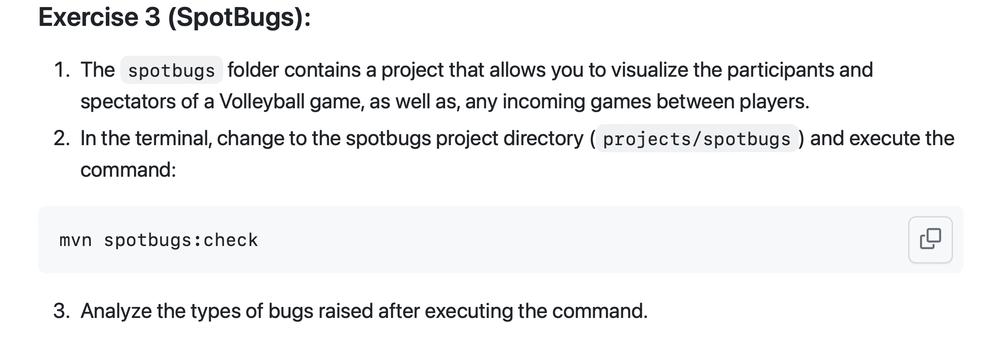 Exercise 3 (SpotBugs):
1. The spotbugs folder contains a project that allows you to visualize the participants and
spectators of a Volleyball game, as well as, any incoming games between players.
2. In the terminal, change to the spotbugs project directory ( projects/spotbugs ) and execute the
command:
mvn spotbugs:check
3. Analyze the types of bugs raised after executing the command.